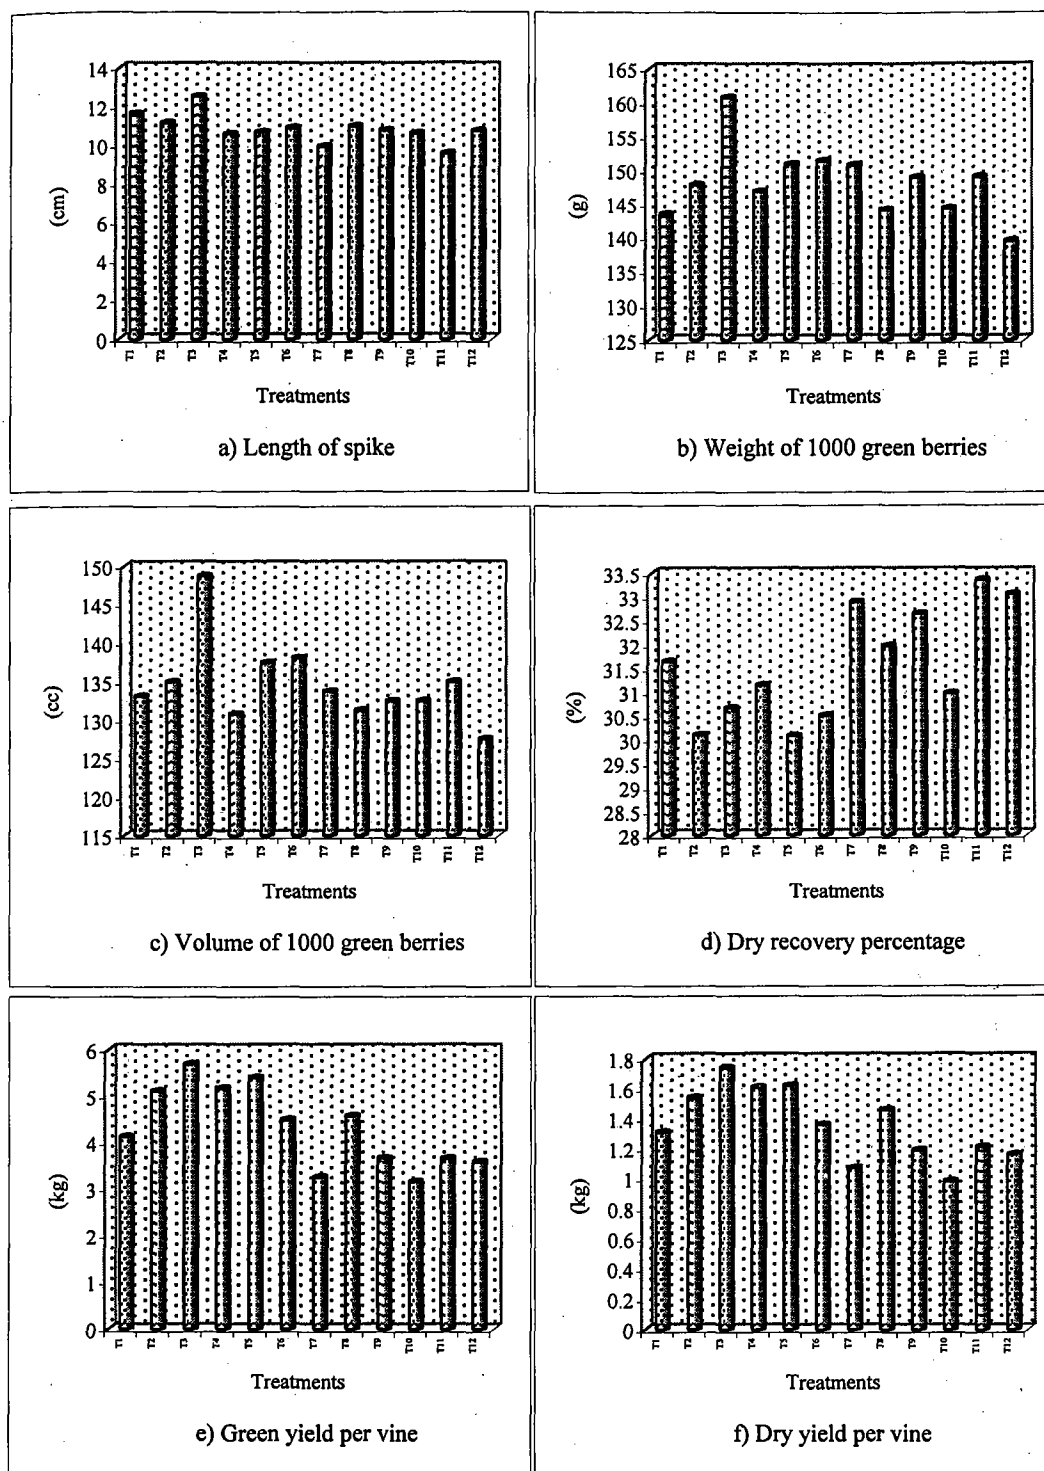 14
12
10
8
6
4
2
0
(cm)
T1 T2 T3 T4 T5 T6 T7 T8 T9 T10 T11 T12
Treatments
a) Length of spike
165
160
155
150
145
140
135
130
125
(g)
T1 T2 T3 T4 T5 T6 T7 T8 T9 T10 T11 T12
Treatments
b) Weight of 1000 green berries
150
145
140
135
130
125
120
115
(cc)
T1 T2 T3 T4 T5 T6 T7 T8 T9 T10 T11 T12
Treatments
c) Volume of 1000 green berries
33.5
33
32.5
32
31.5
31
30.5
30
29.5
29
28.5
28
(%)
T1 T2 T3 T4 T5 T6 T7 T8 T9 T10 T11 T12
Treatments
d) Dry recovery percentage
6
5
4
3
2
1
0
(kg)
T1 T2 T3 T4 T5 T6 T7 T8 T9 T10 T11 T12
Treatments
e) Green yield per vine
1.8
1.6
1.4
1.2
1
0.8
0.6
0.4
0.2
0
(kg)
T1 T2 T3 T4 T5 T6 T7 T8 T9 T10 T11 T12
Treatments
f) Dry yield per vine